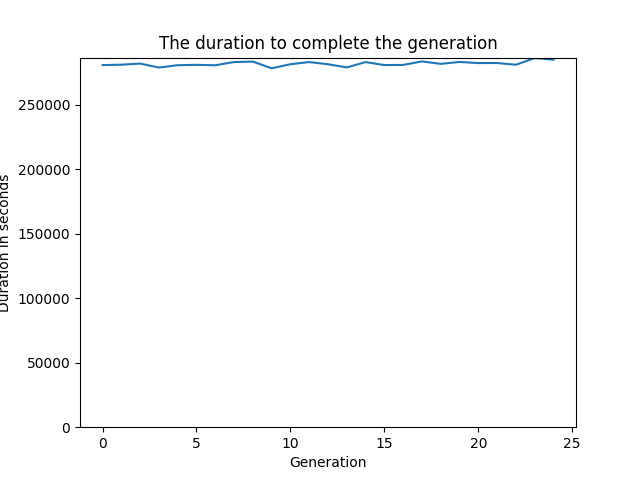 The duration to complete the generation
250000
200000
150000
100000
50000
0
Duration in seconds
0 5 10 15 20 25
Generation